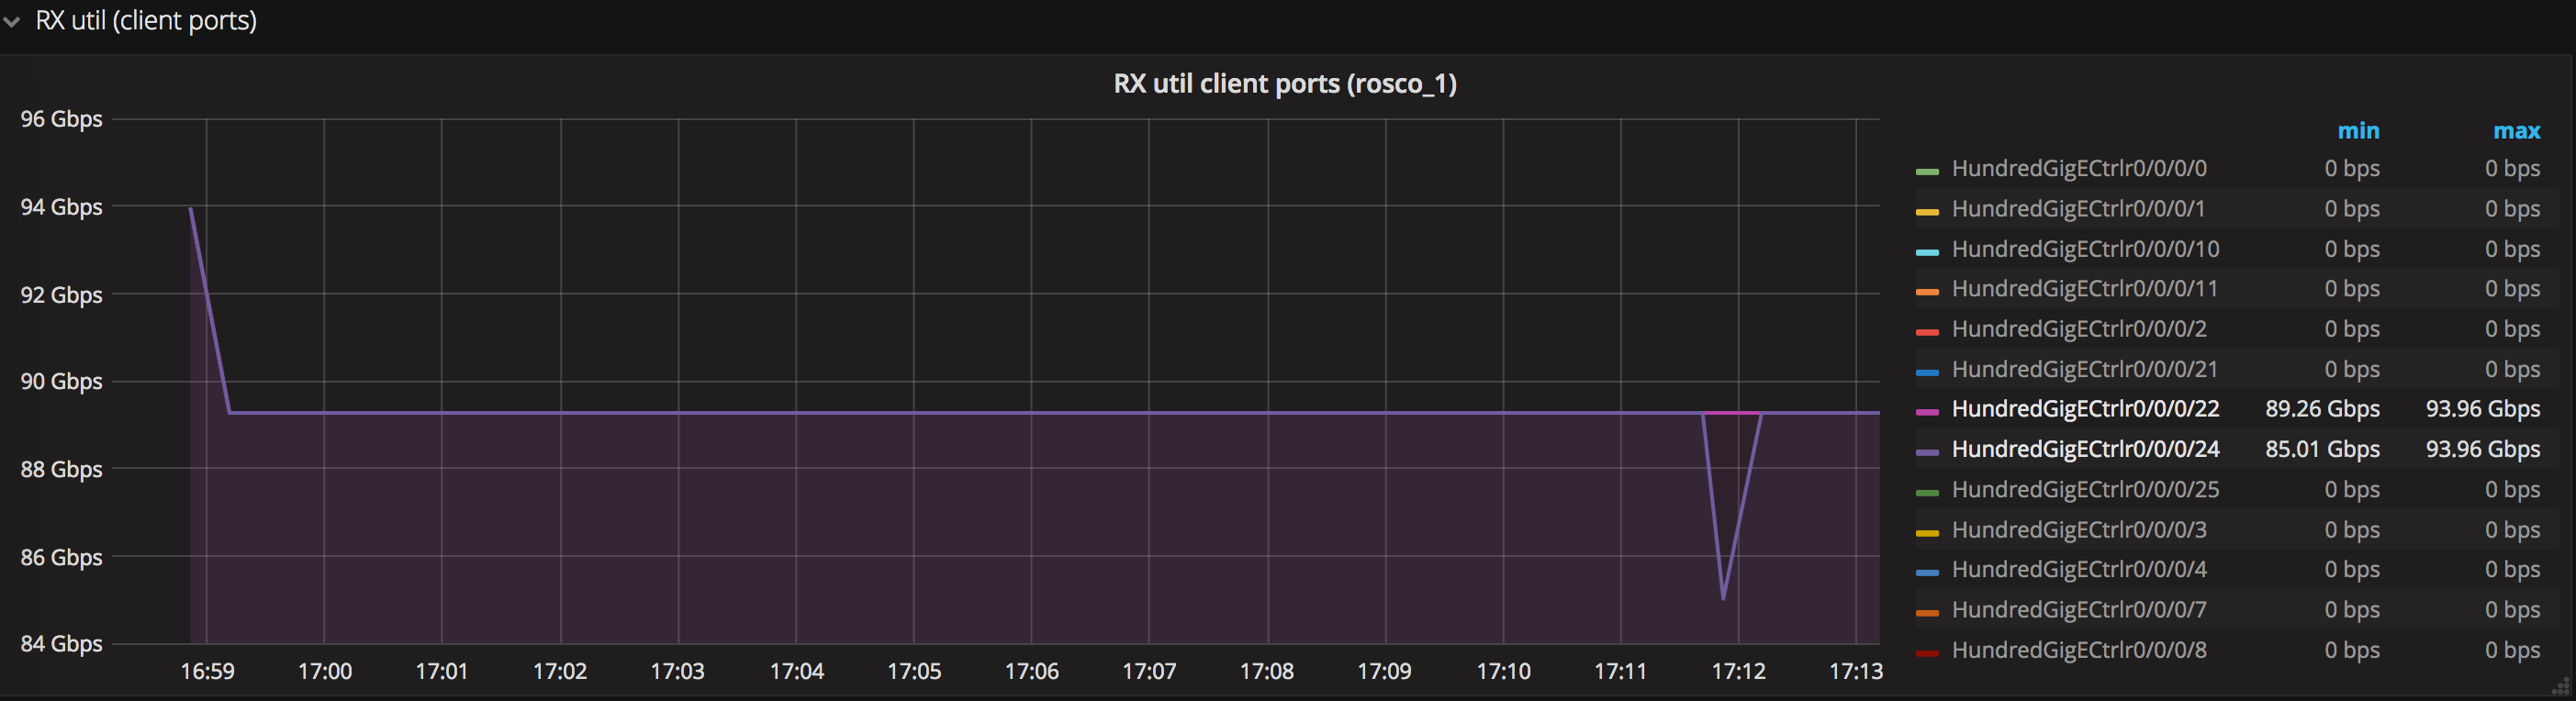 RX util (client ports)
RX util client ports (rosco_1)
96 Gbps
94 Gbps
92 Gbps
90 Gbps
88 Gbps
86 Gbps
84 Gbps
16:59 17:00 17:01 17:02 17:03 17:04 17:05 17:06 17:07 17:08 17:09 17:10 17:11 17:12 17:13
min max
HundredGigECtrlr0/0/0/0 0 bps 0 bps
HundredGigECtrlr0/0/0/1 0 bps 0 bps
HundredGigECtrlr0/0/0/10 0 bps 0 bps
HundredGigECtrlr0/0/0/11 0 bps 0 bps
HundredGigECtrlr0/0/0/2 0 bps 0 bps
HundredGigECtrlr0/0/0/21 0 bps 0 bps
HundredGigECtrlr0/0/0/22 89.26 Gbps 93.96 Gbps
HundredGigECtrlr0/0/0/24 85.01 Gbps 93.96 Gbps
HundredGigECtrlr0/0/0/25 0 bps 0 bps
HundredGigECtrlr0/0/0/3 0 bps 0 bps
HundredGigECtrlr0/0/0/4 0 bps 0 bps
HundredGigECtrlr0/0/0/7 0 bps 0 bps
HundredGigECtrlr0/0/0/8 0 bps 0 bps